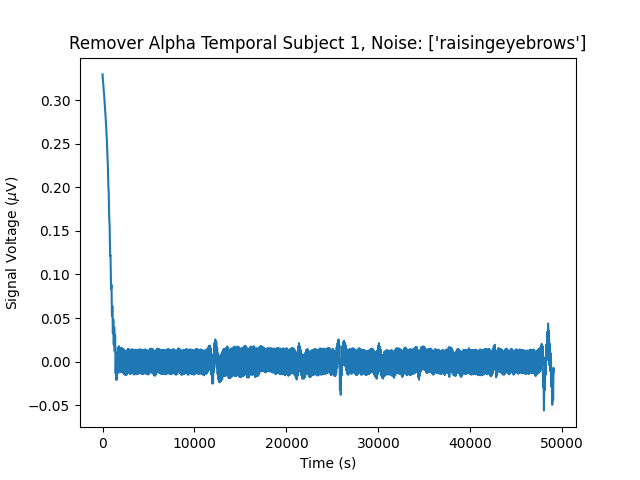 Remover Alpha Temporal Subject 1, Noise: ['raisingeyebrows']
Signal Voltage (μV)
0.30
0.25
0.20
0.15
0.10
0.05
0.00
−0.05
0 10000 20000 30000 40000 50000
Time (s)